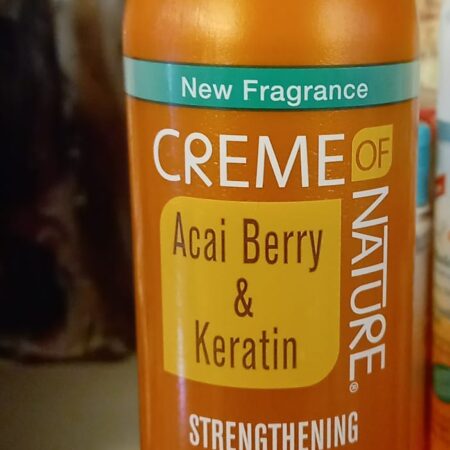 New Fragrance
CREME OF
NATURE®
Acai Berry
&
Keratin
STRENGTHENING